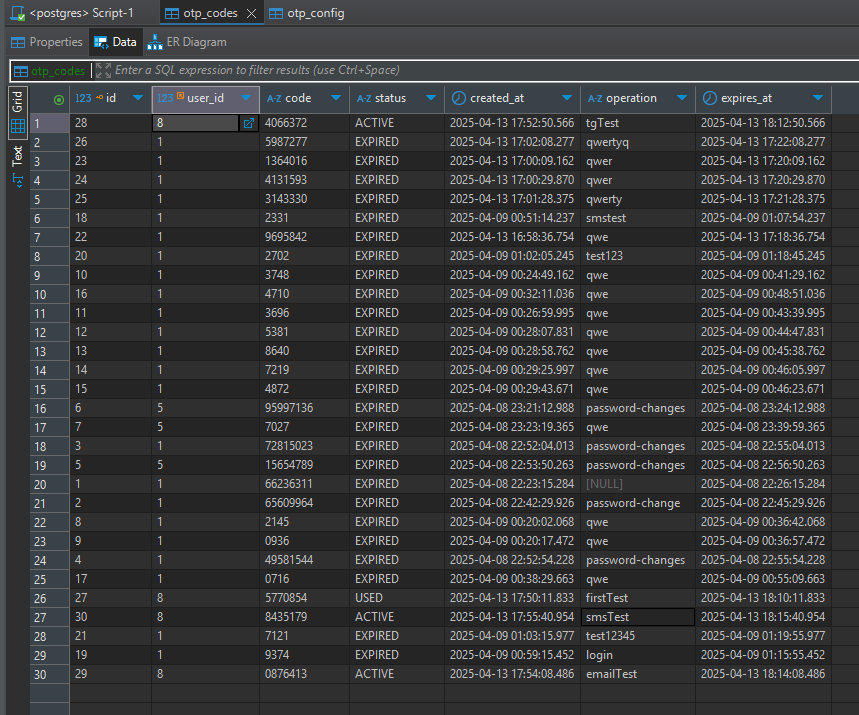 <postgres> Script-1 otp_codes otp_config
Properties Data ER Diagram
otp_codes Enter a SQL expression to filter results (use Ctrl+Space)
Grid
Text
123 id 123 user_id A-Z code A-Z status created_at A-Z operation expires_at
1 28 8 4066372 ACTIVE 2025-04-13 17:52:50.566 tgTest 2025-04-13 18:12:50.566
2 26 1 5987277 EXPIRED 2025-04-13 17:02:08.277 qwertyq 2025-04-13 17:22:08.277
3 23 1 1364016 EXPIRED 2025-04-13 17:00:09.162 qwer 2025-04-13 17:20:09.162
4 24 1 4131593 EXPIRED 2025-04-13 17:00:29.870 qwer 2025-04-13 17:20:29.870
5 25 1 3143330 EXPIRED 2025-04-13 17:01:28.375 qwerty 2025-04-13 17:21:28.375
6 18 1 2331 EXPIRED 2025-04-09 00:51:14.237 smstest 2025-04-09 01:07:54.237
7 22 1 9695842 EXPIRED 2025-04-13 16:58:36.754 qwe 2025-04-13 17:18:36.754
8 20 1 2702 EXPIRED 2025-04-09 01:02:05.245 test123 2025-04-09 01:18:45.245
9 10 1 3748 EXPIRED 2025-04-09 00:24:49.162 qwe 2025-04-09 00:41:29.162
10 16 1 4710 EXPIRED 2025-04-09 00:32:11.036 qwe 2025-04-09 00:48:51.036
11 11 1 3696 EXPIRED 2025-04-09 00:26:59.995 qwe 2025-04-09 00:43:39.995
12 12 1 5381 EXPIRED 2025-04-09 00:28:07.831 qwe 2025-04-09 00:44:47.831
13 13 1 8640 EXPIRED 2025-04-09 00:28:58.762 qwe 2025-04-09 00:45:38.762
14 14 1 7219 EXPIRED 2025-04-09 00:29:25.997 qwe 2025-04-09 00:46:05.997
15 15 1 4872 EXPIRED 2025-04-09 00:29:43.671 qwe 2025-04-09 00:46:23.671
16 6 5 95997136 EXPIRED 2025-04-08 23:21:12.988 password-changes 2025-04-08 23:24:12.988
17 7 5 7027 EXPIRED 2025-04-08 23:23:19.365 qwe 2025-04-08 23:39:59.365
18 3 1 72815023 EXPIRED 2025-04-08 22:52:04.013 password-changes 2025-04-08 22:55:04.013
19 5 5 15654789 EXPIRED 2025-04-08 22:53:50.263 password-changes 2025-04-08 22:56:50.263
20 1 1 66236311 EXPIRED 2025-04-08 22:23:15.284 [NULL] 2025-04-08 22:26:15.284
21 2 1 65609964 EXPIRED 2025-04-08 22:42:29.926 password-change 2025-04-08 22:45:29.926
22 8 1 2145 EXPIRED 2025-04-09 00:20:02.068 qwe 2025-04-09 00:36:42.068
23 9 1 0936 EXPIRED 2025-04-09 00:20:17.472 qwe 2025-04-09 00:36:57.472
24 4 1 49581544 EXPIRED 2025-04-08 22:52:54.228 password-changes 2025-04-08 22:55:54.228
25 17 1 0716 EXPIRED 2025-04-09 00:38:29.663 qwe 2025-04-09 00:55:09.663
26 27 8 5770854 USED 2025-04-13 17:50:11.833 firstTest 2025-04-13 18:10:11.833
27 30 8 8435179 ACTIVE 2025-04-13 17:55:40.954 smsTest 2025-04-13 18:15:40.954
28 21 1 7121 EXPIRED 2025-04-09 01:03:15.977 test12345 2025-04-09 01:19:55.977
29 19 1 9374 EXPIRED 2025-04-09 00:59:15.452 login 2025-04-09 01:15:55.452
30 29 8 0876413 ACTIVE 2025-04-13 17:54:08.486 emailTest 2025-04-13 18:14:08.486